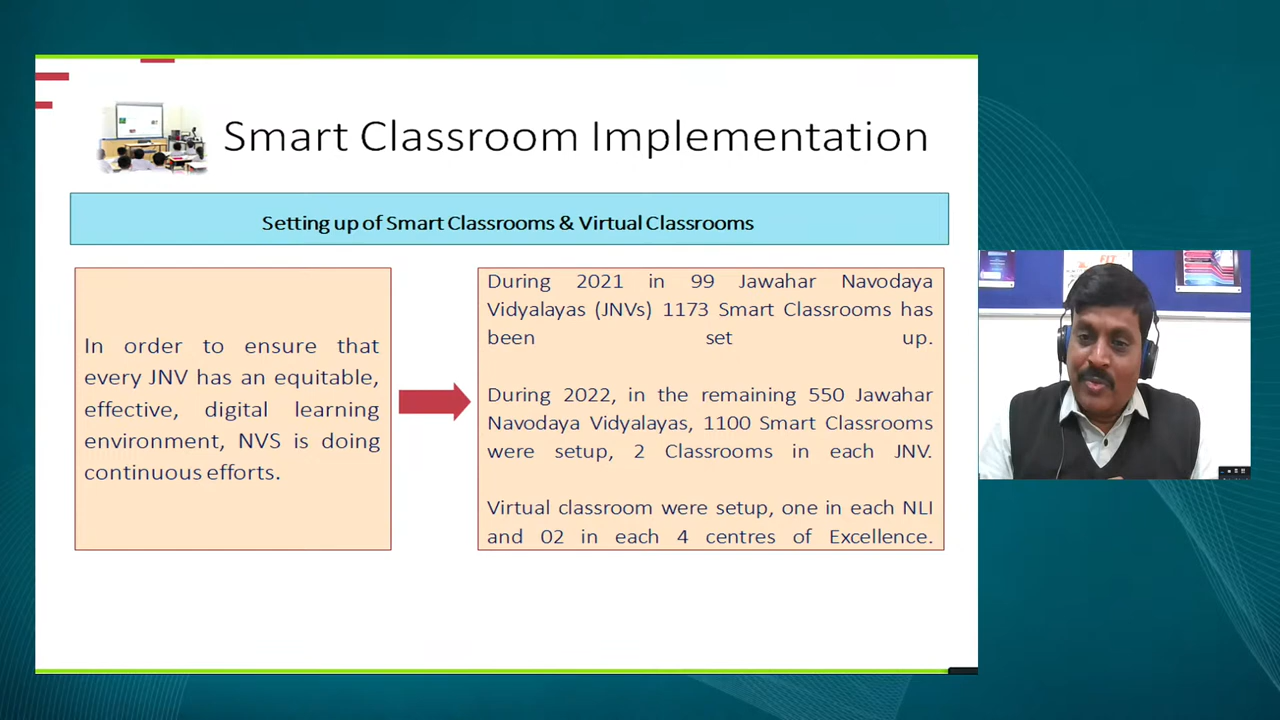 Smart Classroom Implementation
Setting up of Smart Classrooms & Virtual Classrooms
In order to ensure that
every JNV has an equitable,
effective, digital learning
environment, NVS is doing
continuous efforts.
During 2021 in 99 Jawahar Navodaya
Vidyalayas (JNVs) 1173 Smart Classrooms has
been set up.
During 2022, in the remaining 550 Jawahar
Navodaya Vidyalayas, 1100 Smart Classrooms
were setup, 2 Classrooms in each JNV.
Virtual classroom were setup, one in each NLI
and 02 in each 4 centres of Excellence.